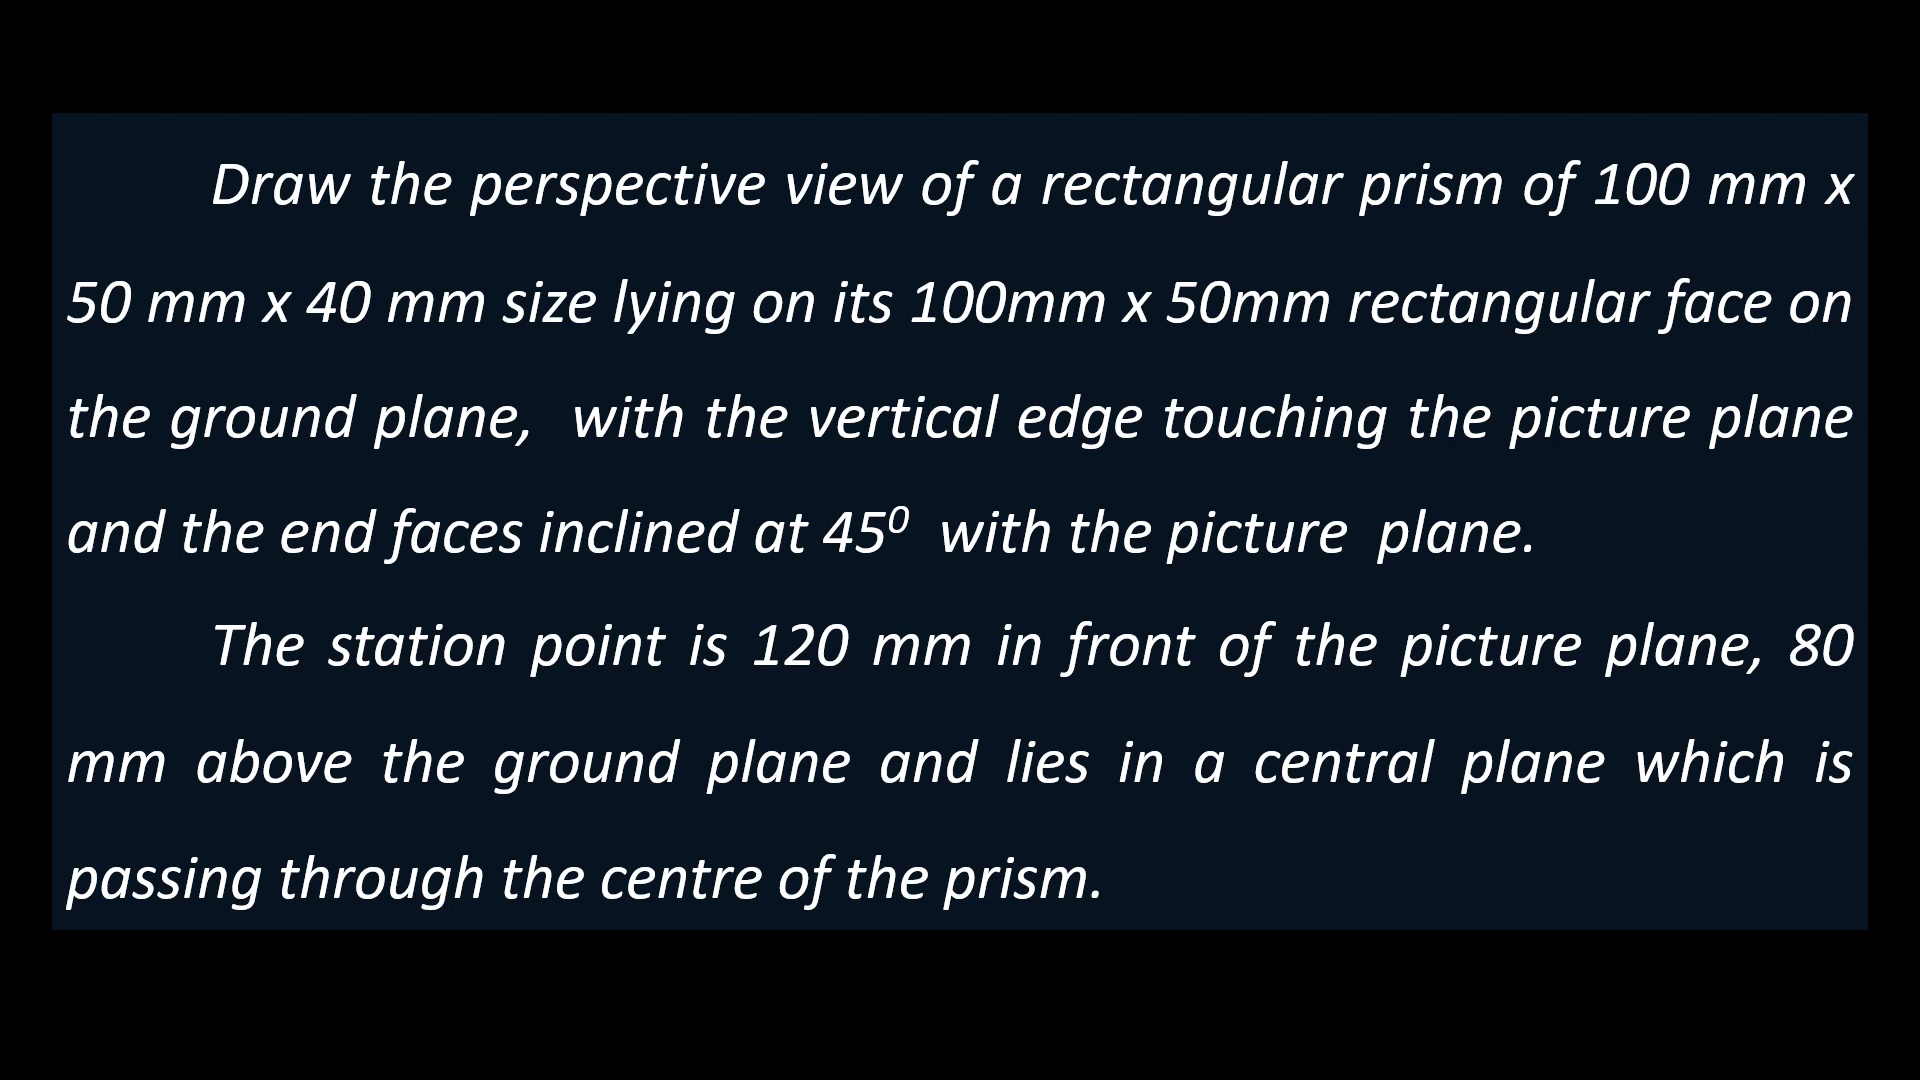 Draw the perspective view of a rectangular prism of 100 mm x
50 mm x 40 mm size lying on its 100mm x 50mm rectangular face on
the ground plane, with the vertical edge touching the picture plane
and the end faces inclined at 45⁰ with the picture plane.
The station point is 120 mm in front of the picture plane, 80
mm above the ground plane and lies in a central plane which is
passing through the centre of the prism.